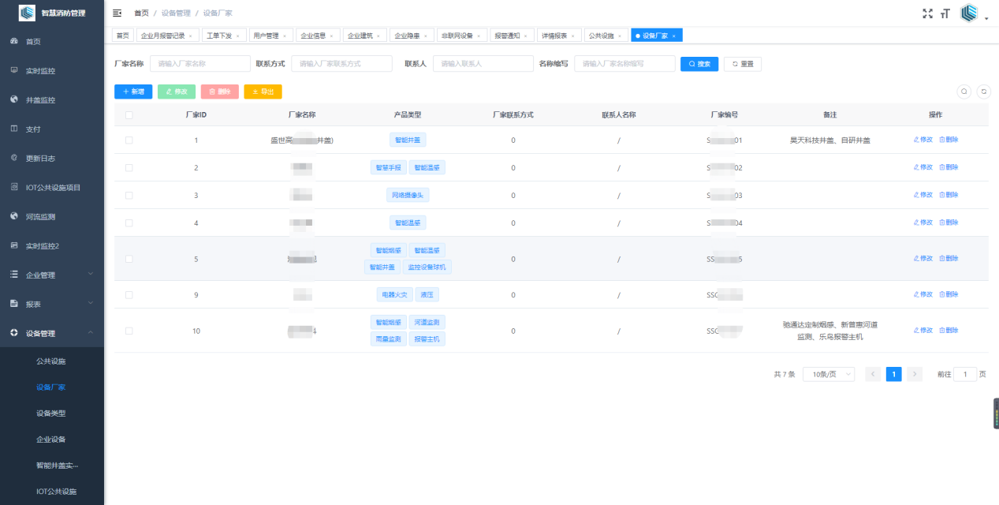 智慧消防管理
首页 / 设备管理 / 设备厂家
首页 企业月报警记录 × 工单下发 × 用户管理 × 企业信息 × 企业建筑 × 企业隐患 × 非联网设备 × 报警通知 × 详情报表 × 公共设施 × 设备厂家 ×
首页
实时监控
井盖监控
支付
更新日志
IOT公共设施项目
河流监测
实时监控2
企业管理
报表
设备管理
公共设施
设备厂家
设备类型
企业设备
智能井盖实...
IOT公共设施
厂家名称 请输入厂家名称 联系方式 请输入厂家联系方式 联系人 请输入联系人 名称编写 请输入厂家名称缩写 搜索 重置
+ 新增 修改 删除 导出
厂家ID 厂家名称 产品类型 厂家联系方式 联系人名称 厂家编号 备注 操作
1 盛世高 井盖) 智能井盖 0 / S 01 昊天科技井盖、自研井盖 修改 删除
2 智慧手报 智能温感 0 / S 02 修改 删除
3 网络摄像头 0 / S 03 修改 删除
4 智能温感 0 / S 04 修改 删除
5 智能烟感 智能温感 0 / SS 5 修改 删除
智能井盖 监控设备球机
9 电器火灾 液压 0 / SS 修改 删除
10 智能烟感 河道监测 0 / SS 驰通达定制烟感、新普惠河道 修改 删除
雨量监测 报警主机 监测、乐鸟报警主机
共 7 条 10条/页 < 1 > 前往 1 页